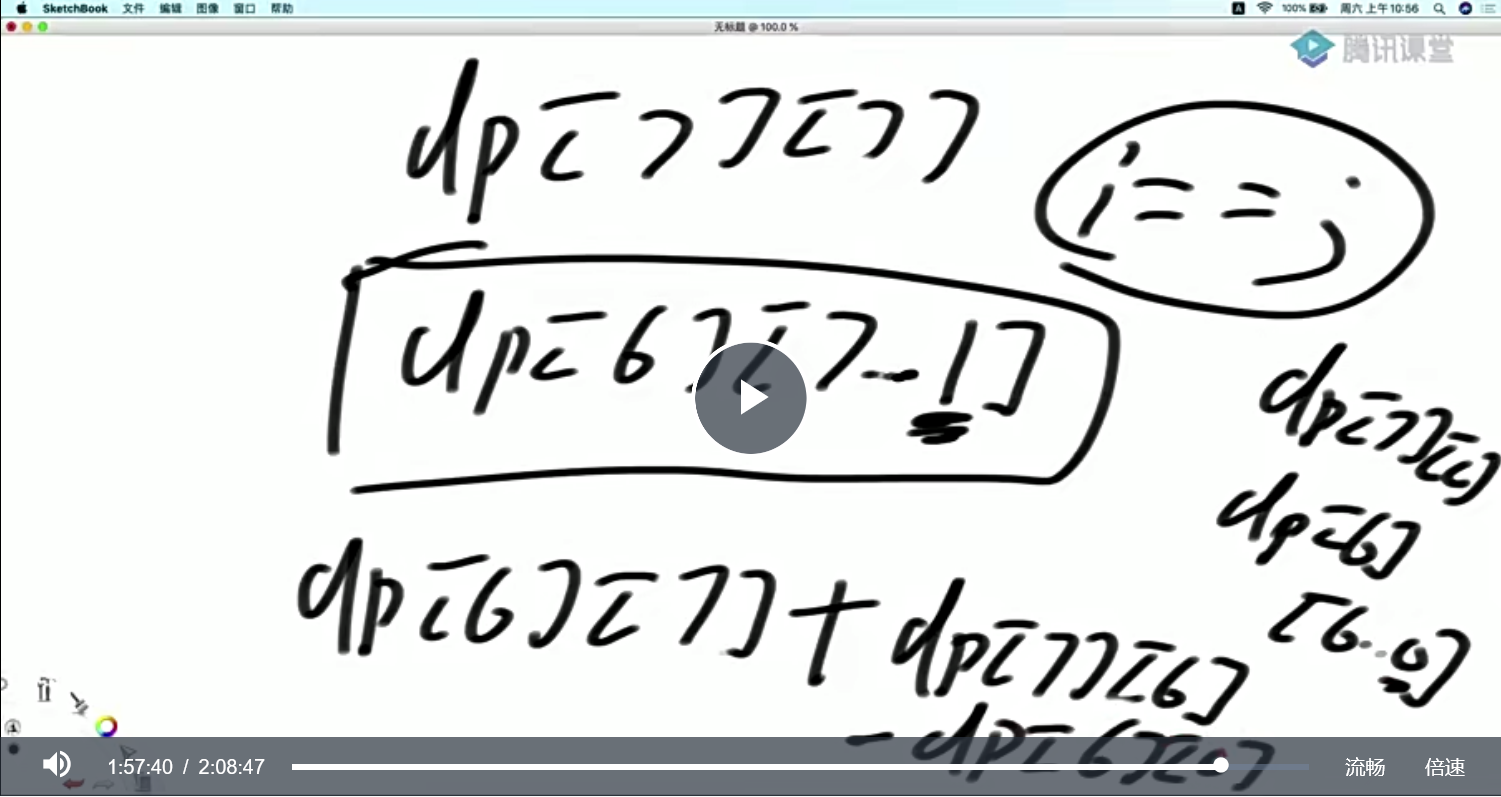 SketchBook 文件 编辑 图像 窗口 帮助
A 100% 周六上午10:56
无标题 @ 100.0 %
腾讯课堂
dp[7][7]
i==j
dp[6][7...1]
dp[7][6]
dp[6]
[6...0]
dp[6][7]+dp[7][6]
-dp[6][0]
1:57:40 / 2:08:47 流畅 倍速